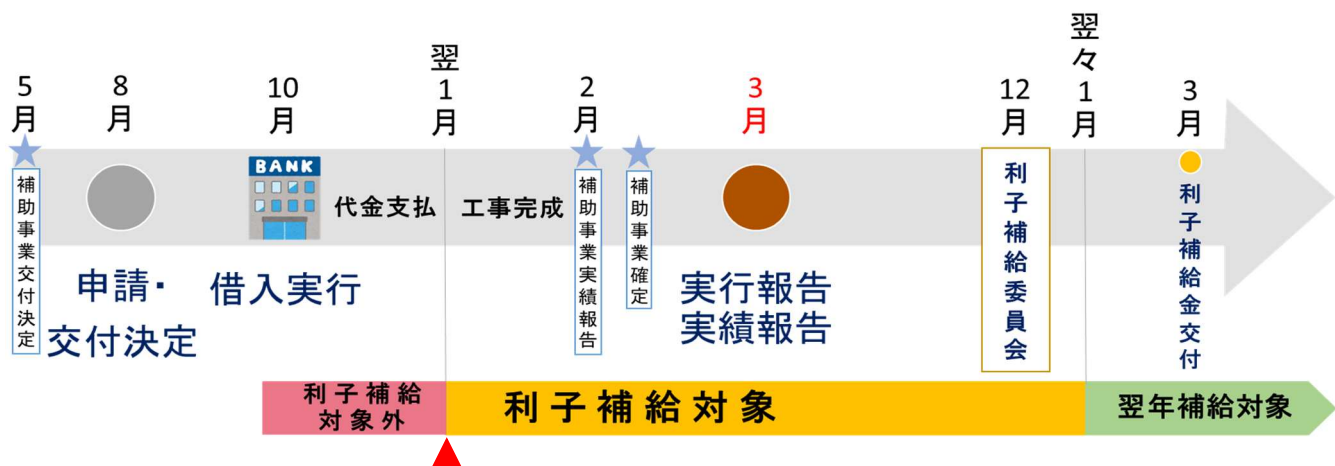 5月
8月
10月
翌1月
2月
3月
12月
翌々1月
3月
補助事業交付決定
申請・
交付決定
BANK
借入実行
代金支払
工事完成
補助事業実績報告
補助事業確定
実行報告
実績報告
利子補給委員会
利子補給金交付
利子補給
対象外
利子補給対象
翌年補給対象